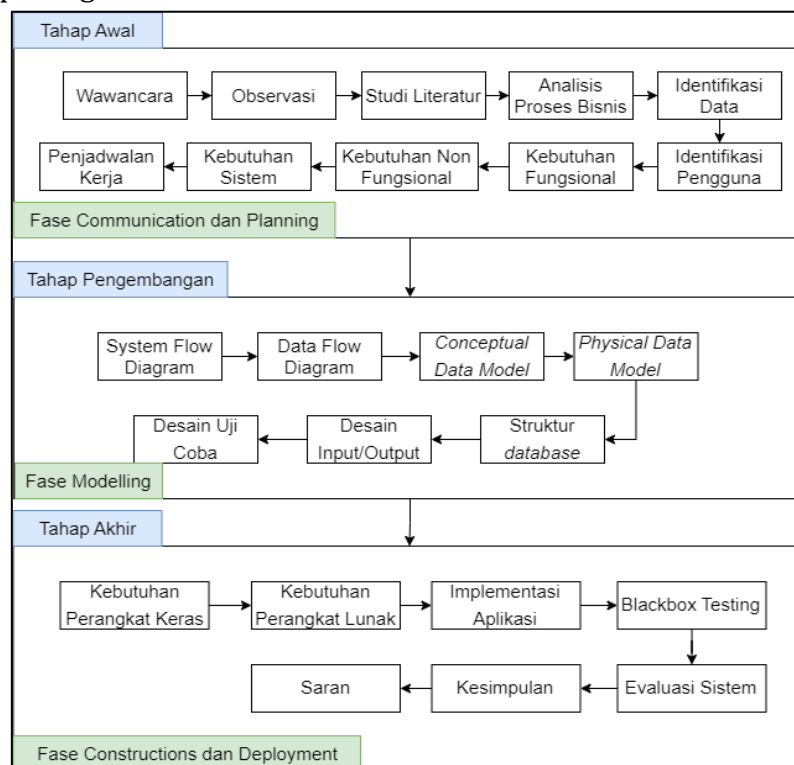 Tahap Awal
Wawancara
Observasi
Studi Literatur
Analisis
Proses Bisnis
Identifikasi
Data
Penjadwalan
Kerja
Kebutuhan
Sistem
Kebutuhan Non
Fungsional
Kebutuhan
Fungsional
Identifikasi
Pengguna
Fase Communication dan Planning
Tahap Pengembangan
System Flow
Diagram
Data Flow
Diagram
Conceptual
Data Model
Physical Data
Model
Desain Uji
Coba
Desain
Input/Output
Struktur
database
Fase Modelling
Tahap Akhir
Kebutuhan
Perangkat Keras
Kebutuhan
Perangkat Lunak
Implementasi
Aplikasi
Blackbox Testing
Saran
Kesimpulan
Evaluasi Sistem
Fase Constructions dan Deployment